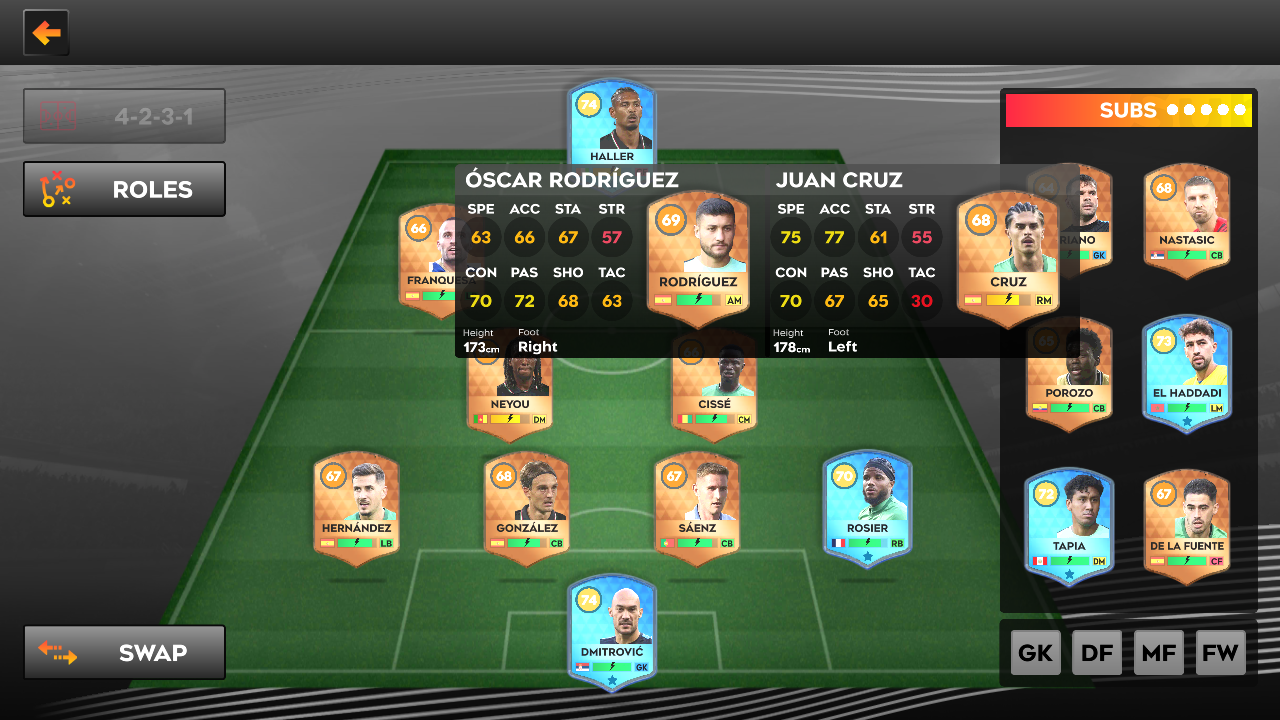 4-2-3-1
ROLES
SWAP
74
HALLER
66
FRANQUESA
ÓSCAR RODRÍGUEZ
SPE ACC STA STR
63 66 67 57
CON PAS SHO TAC
70 72 68 63
Height Foot
173cm Right
69
RODRÍGUEZ
AM
JUAN CRUZ
SPE ACC STA STR
75 77 61 55
CON PAS SHO TAC
70 67 65 30
Height Foot
178cm Left
68
CRUZ
RM
NEYOU
DM
CISSÉ
CM
67
HERNÁNDEZ
LB
68
GONZÁLEZ
CB
67
SÁENZ
CB
70
ROSIER
RB
74
DMITROVIĆ
GK
SUBS
64
RIANO
GK
68
NASTASIC
CB
65
POROZO
CB
73
EL HADDADI
LM
72
TAPIA
DM
67
DE LA FUENTE
CF
GK DF MF FW